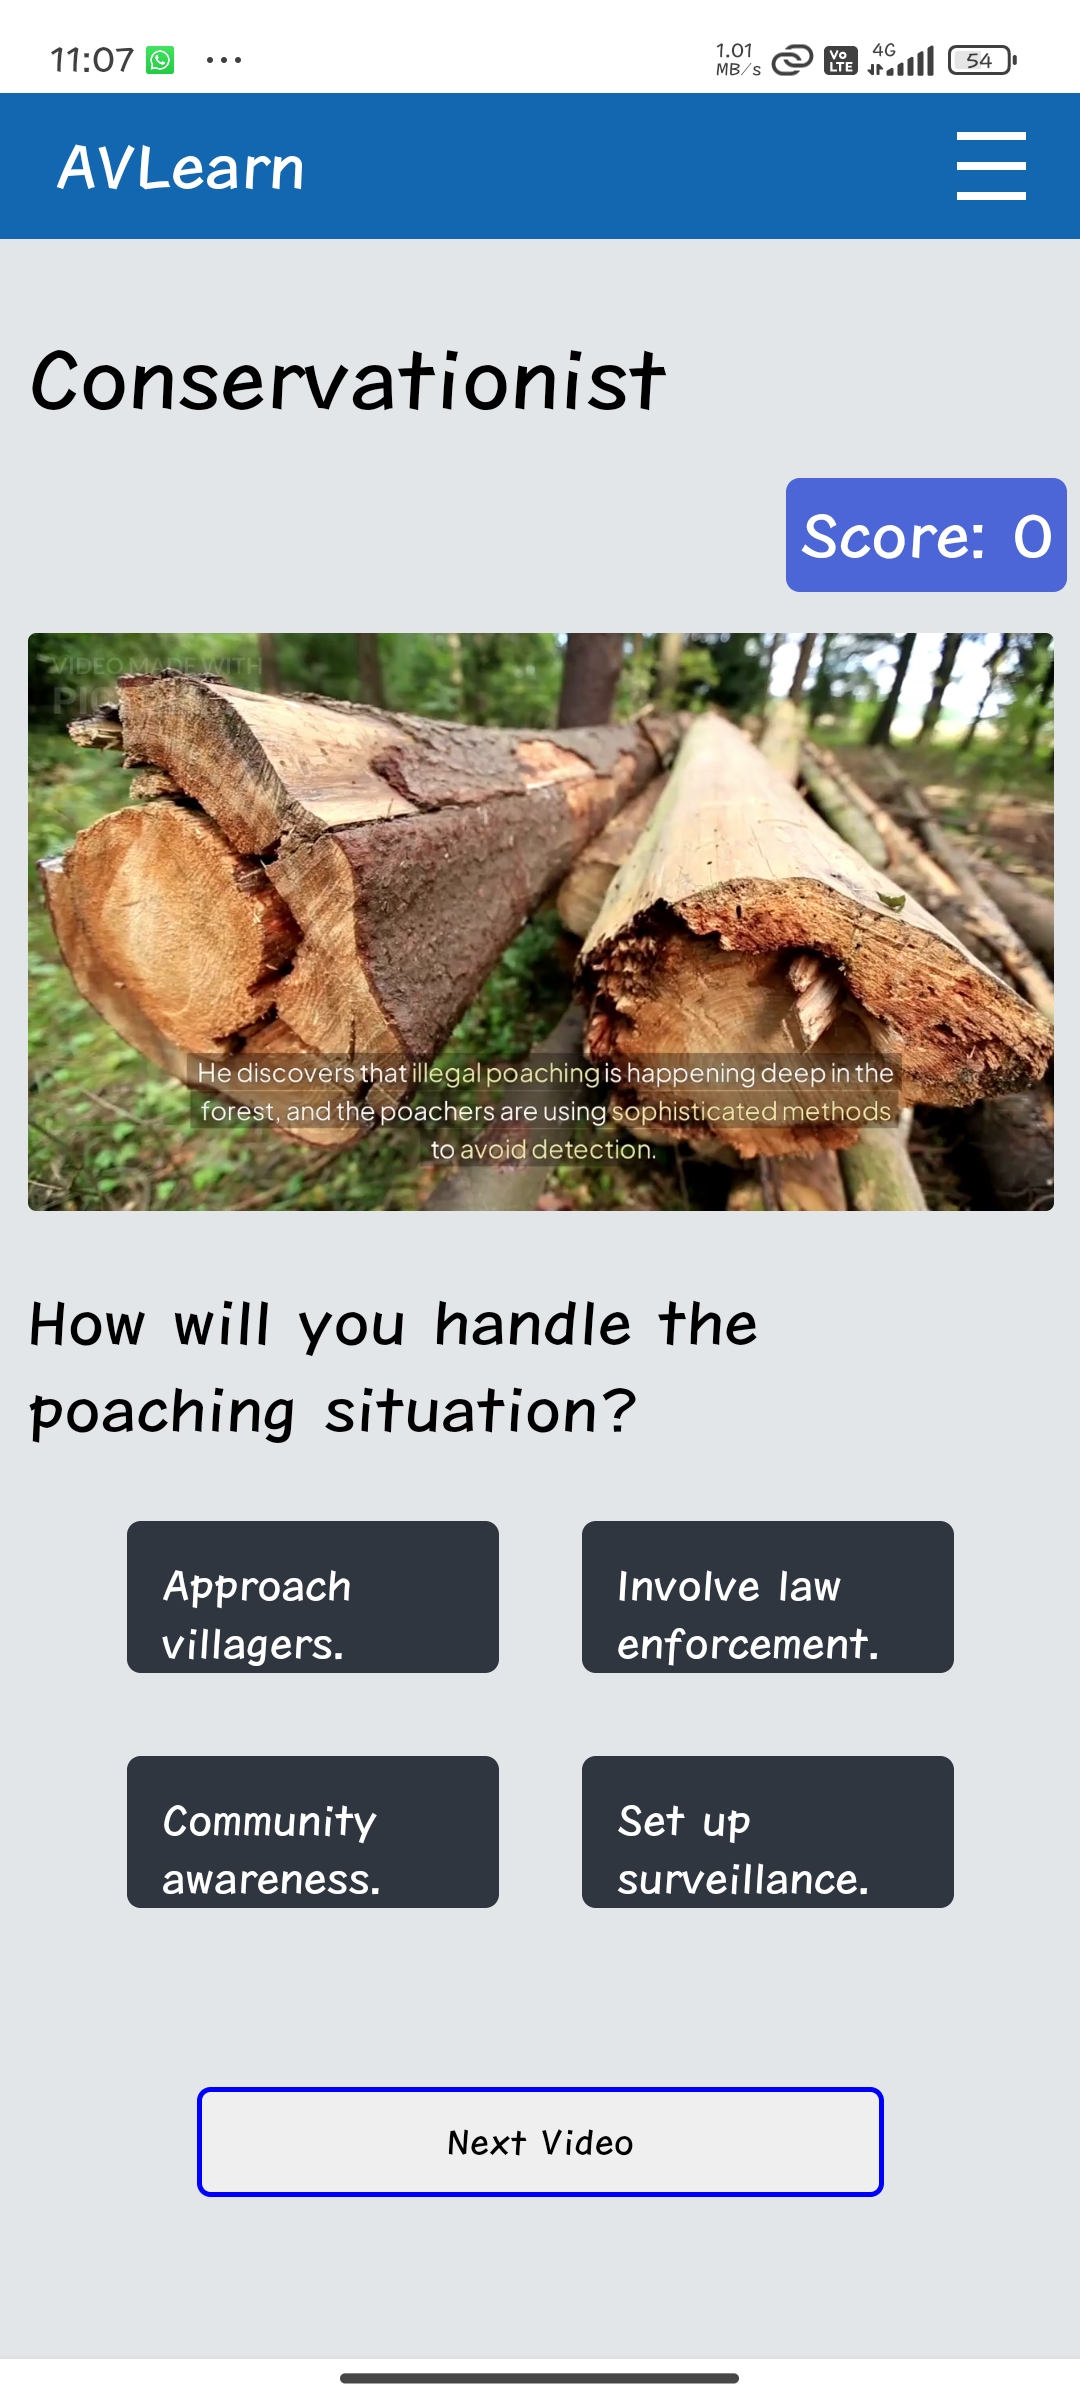 11:07
1.01
MB/s
Vo
LTE
4G
54
AVLearn
Conservationist
Score: 0
VIDEO MADE WITH
He discovers that illegal poaching is happening deep in the
forest, and the poachers are using sophisticated methods
to avoid detection.
How will you handle the
poaching situation?
Approach
villagers.
Involve law
enforcement.
Community
awareness.
Set up
surveillance.
Next Video